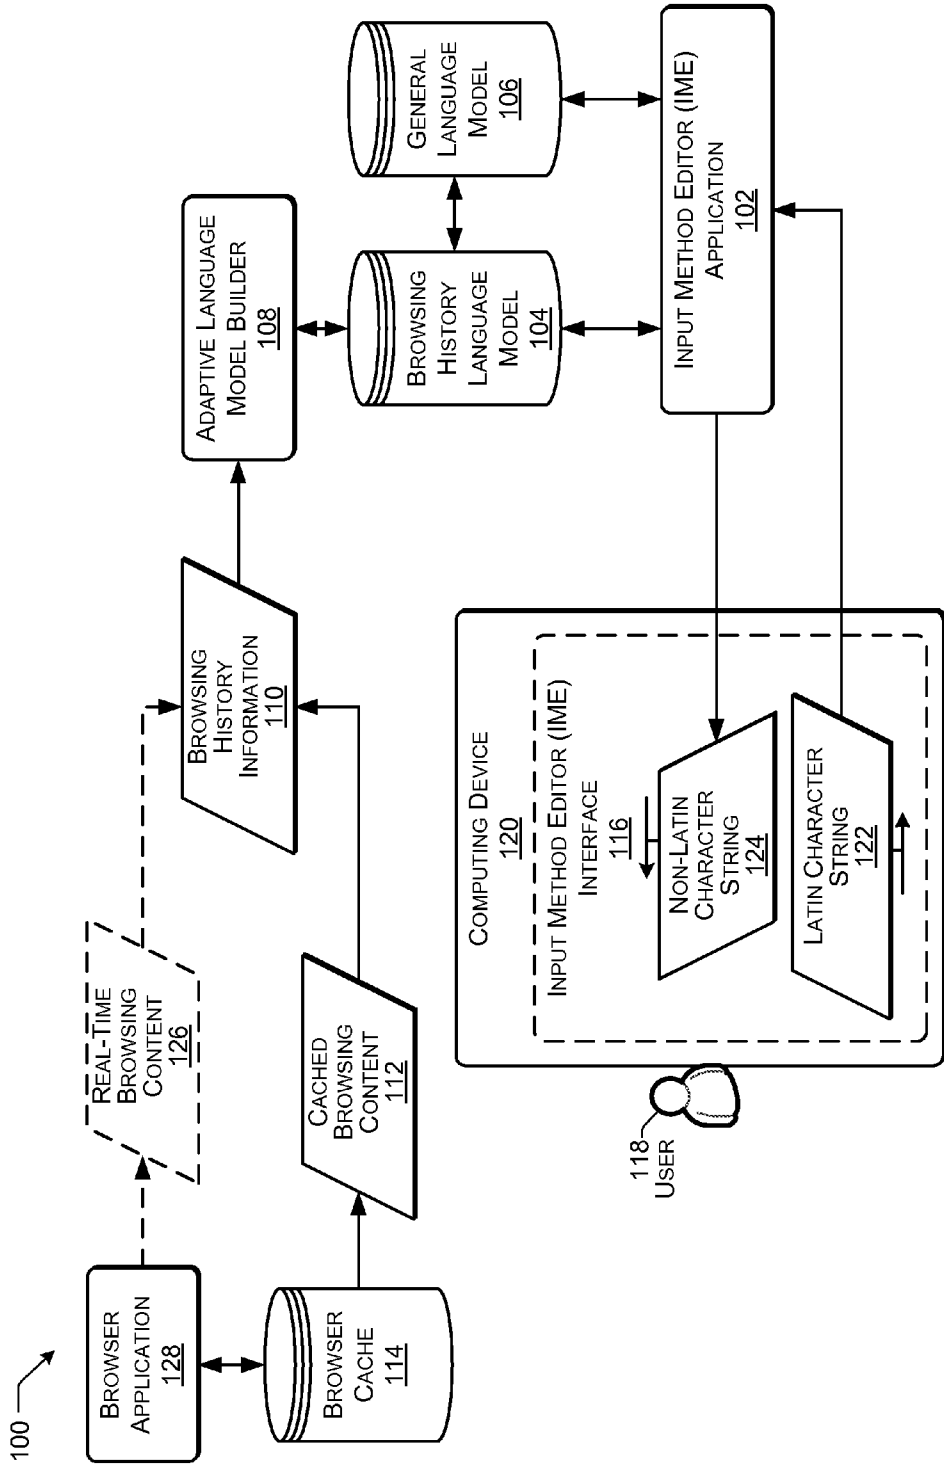 100
BROWSER
APPLICATION
128
REAL-TIME
BROWSING
CONTENT
126
BROWSER
CACHE
114
CACHED
BROWSING
CONTENT
112
BROWSING
HISTORY
INFORMATION
110
ADAPTIVE LANGUAGE
MODEL BUILDER
108
BROWSING
HISTORY
LANGUAGE
MODEL
104
GENERAL
LANGUAGE
MODEL
106
118
USER
COMPUTING DEVICE
120
INPUT METHOD EDITOR (IME)
INTERFACE
116
NON-LATIN
CHARACTER
STRING
124
LATIN CHARACTER
STRING
122
INPUT METHOD EDITOR (IME)
APPLICATION
102